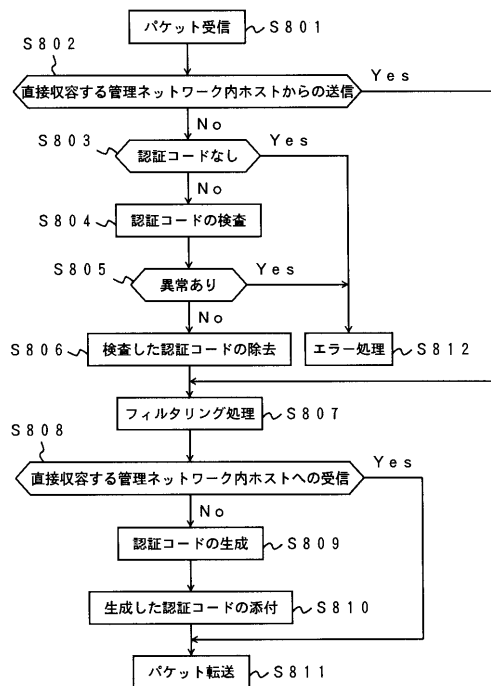 パケット受信
S801
S802
直接収容する管理ネットワーク内ホストからの送信
Yes
No
S803
認証コードなし
Yes
No
S804
認証コードの検査
S805
異常あり
Yes
No
S806
検査した認証コードの除去
エラー処理
S812
フィルタリング処理
S807
S808
直接収容する管理ネットワーク内ホストへの受信
Yes
No
認証コードの生成
S809
生成した認証コードの添付
S810
パケット転送
S811